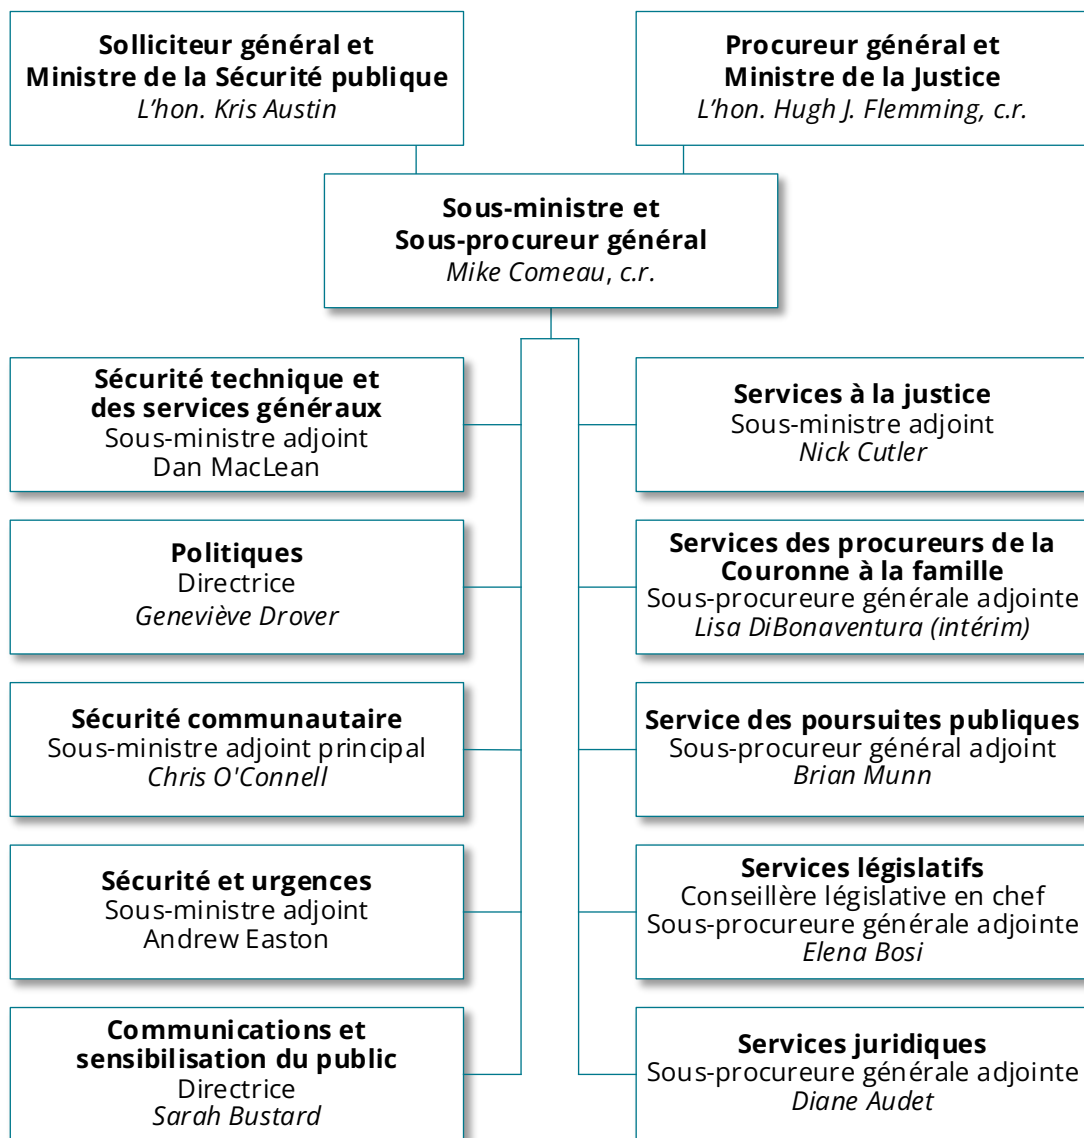 Solliciteur général et
Ministre de la Sécurité publique
L'hon. Kris Austin
Procureur général et
Ministre de la Justice
L'hon. Hugh J. Flemming, c.r.
Sous-ministre et
Sous-procureur général
Mike Comeau, c.r.
Sécurité technique et
des services généraux
Sous-ministre adjoint
Dan MacLean
Services à la justice
Sous-ministre adjoint
Nick Cutler
Politiques
Directrice
Geneviève Drover
Services des procureurs de la
Couronne à la famille
Sous-procureure générale adjointe
Lisa DiBonaventura (intérim)
Sécurité communautaire
Sous-ministre adjoint principal
Chris O'Connell
Service des poursuites publiques
Sous-procureur général adjoint
Brian Munn
Sécurité et urgences
Sous-ministre adjoint
Andrew Easton
Services législatifs
Conseillère législative en chef
Sous-procureure générale adjointe
Elena Bosi
Communications et
sensibilisation du public
Directrice
Sarah Bustard
Services juridiques
Sous-procureure générale adjointe
Diane Audet